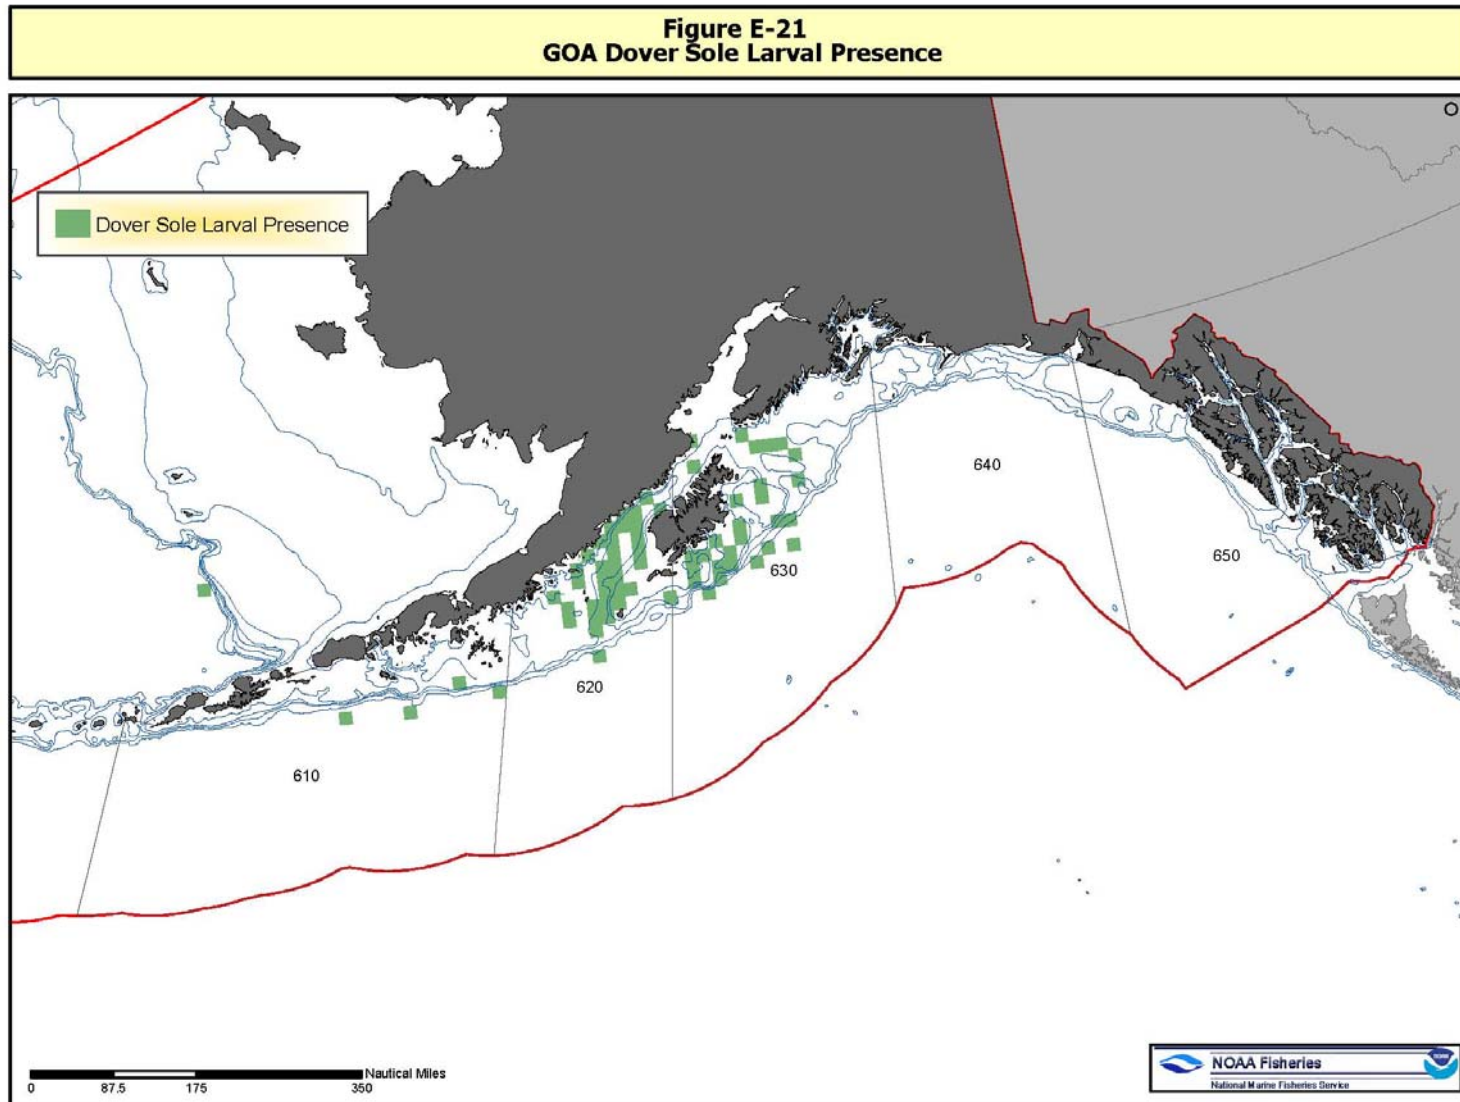 Figure E-21
GOA Dover Sole Larval Presence
Dover Sole Larval Presence
640
650
630
620
610
Nautical Miles
0 87.5 175 350
NOAA Fisheries
National Marine Fisheries Service